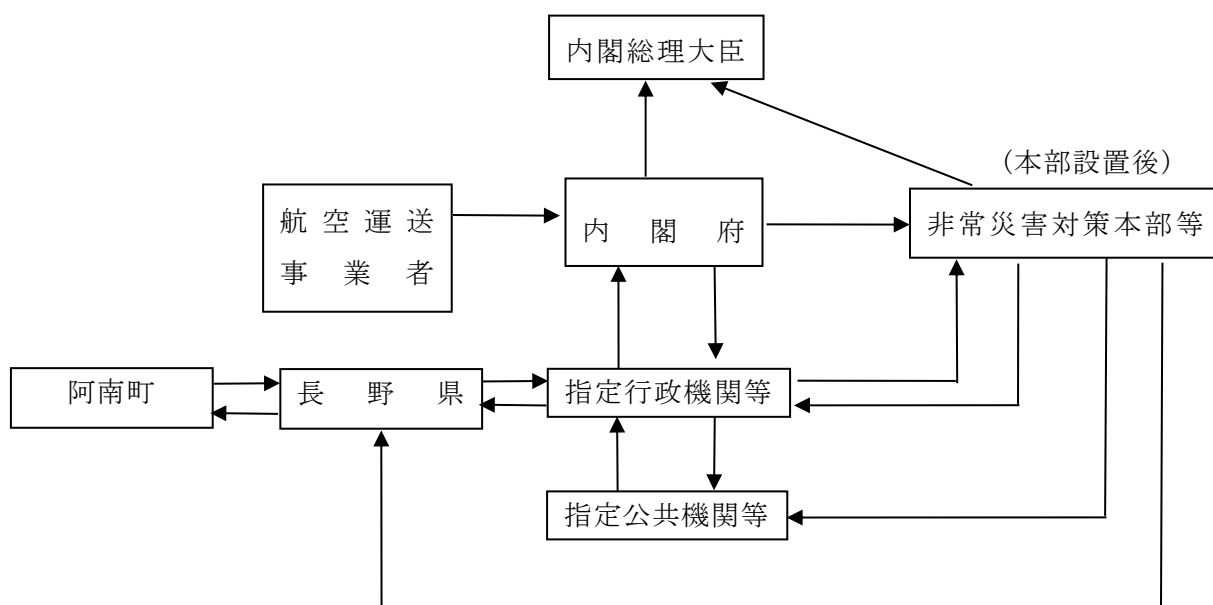 内閣総理大臣
(本部設置後)
航空運送
事業者
内閣府
非常災害対策本部等
阿南町
長野県
指定行政機関等
指定公共機関等